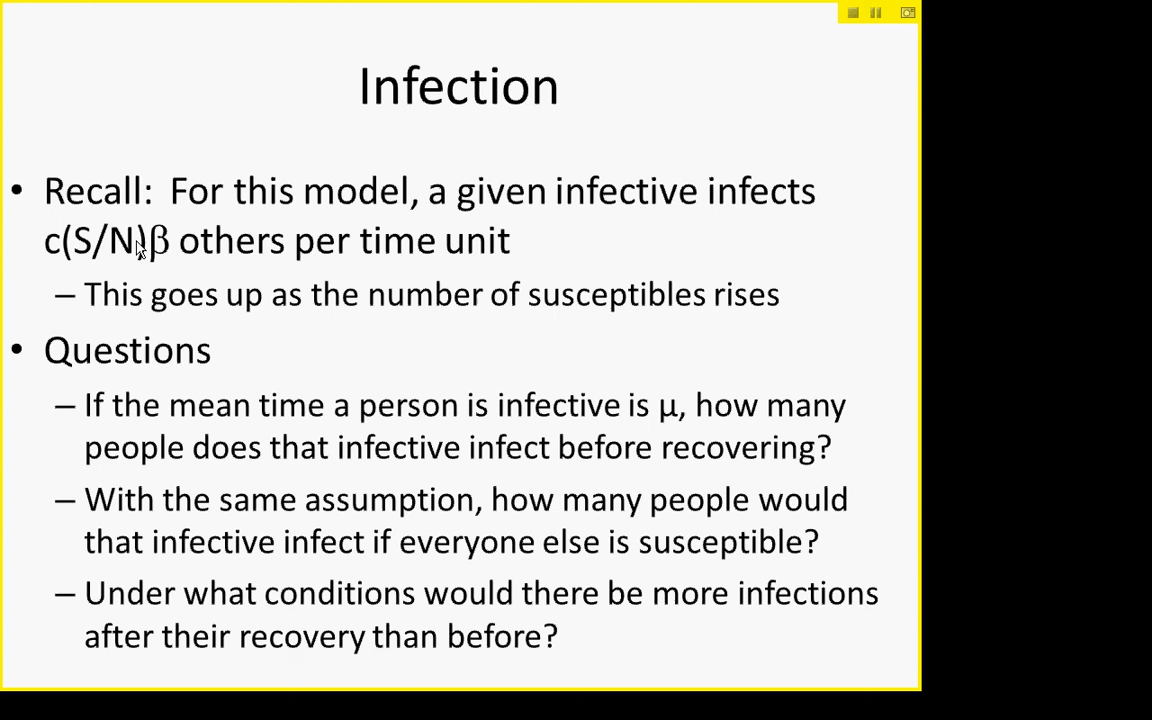 Infection
• Recall:  For this model, a given infective infects
c(S/N)β others per time unit
– This goes up as the number of susceptibles rises
• Questions
– If the mean time a person is infective is μ, how many
people does that infective infect before recovering?
– With the same assumption, how many people would
that infective infect if everyone else is susceptible?
– Under what conditions would there be more infections
after their recovery than before?